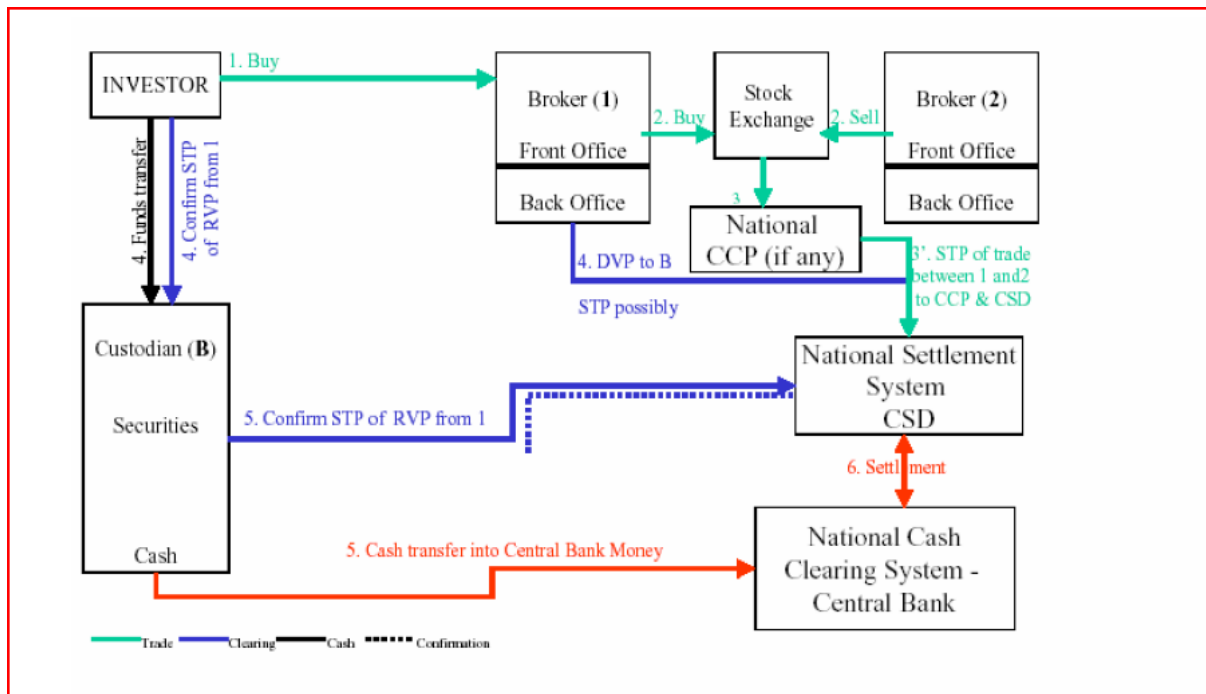 1. Buy
INVESTOR
Broker (1)
Front Office
Back Office
2. Buy
Stock
Exchange
2. Sell
Broker (2)
Front Office
Back Office
3
National
CCP (if any)
3'. STP of trade
between 1 and2
to CCP & CSD
4. Funds transfer
4. Confirm STP
of RVP from 1
4. DVP to B
STP possibly
Custodian (B)
Securities
Cash
5. Confirm STP of RVP from 1
National Settlement
System
CSD
6. Settlement
5. Cash transfer into Central Bank Money
National Cash
Clearing System -
Central Bank
Trade
Clearing
Cash
Confirmation